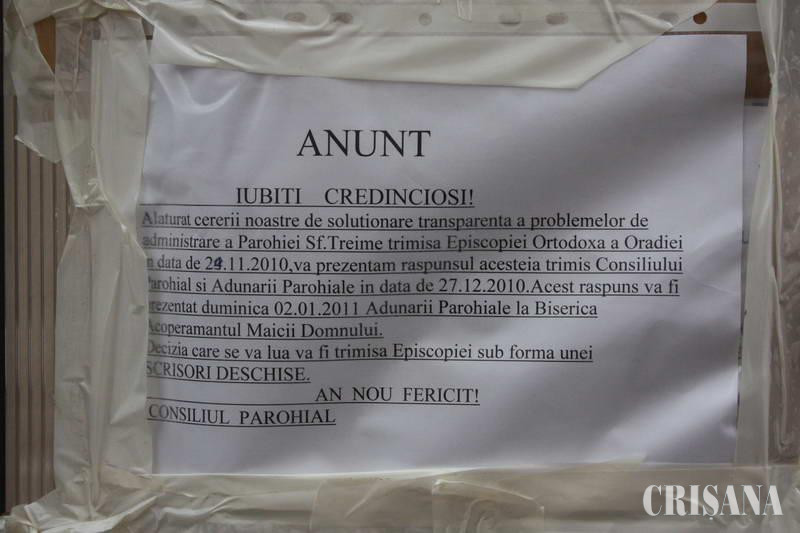 ANUNT
IUBITI CREDINCIOSI!
Alaturat cererii noastre de solutionare transparenta a problemelor de
administrare a Parohiei Sf.Treime trimisa Episcopiei Ortodoxa a Oradiei
in data de 24.11.2010,va prezentam raspunsul acesteia trimis Consiliului
Parohial si Adunarii Parohiale in data de 27.12.2010.Acest raspuns va fi
prezentat duminica 02.01.2011 Adunarii Parohiale la Biserica
Acoperamantul Maicii Domnului.
Decizia care se va lua va fi trimisa Episcopiei sub forma unei
SCRISORI DESCHISE.
AN NOU FERICIT!
CONSILIUL PAROHIAL
CRIȘANA